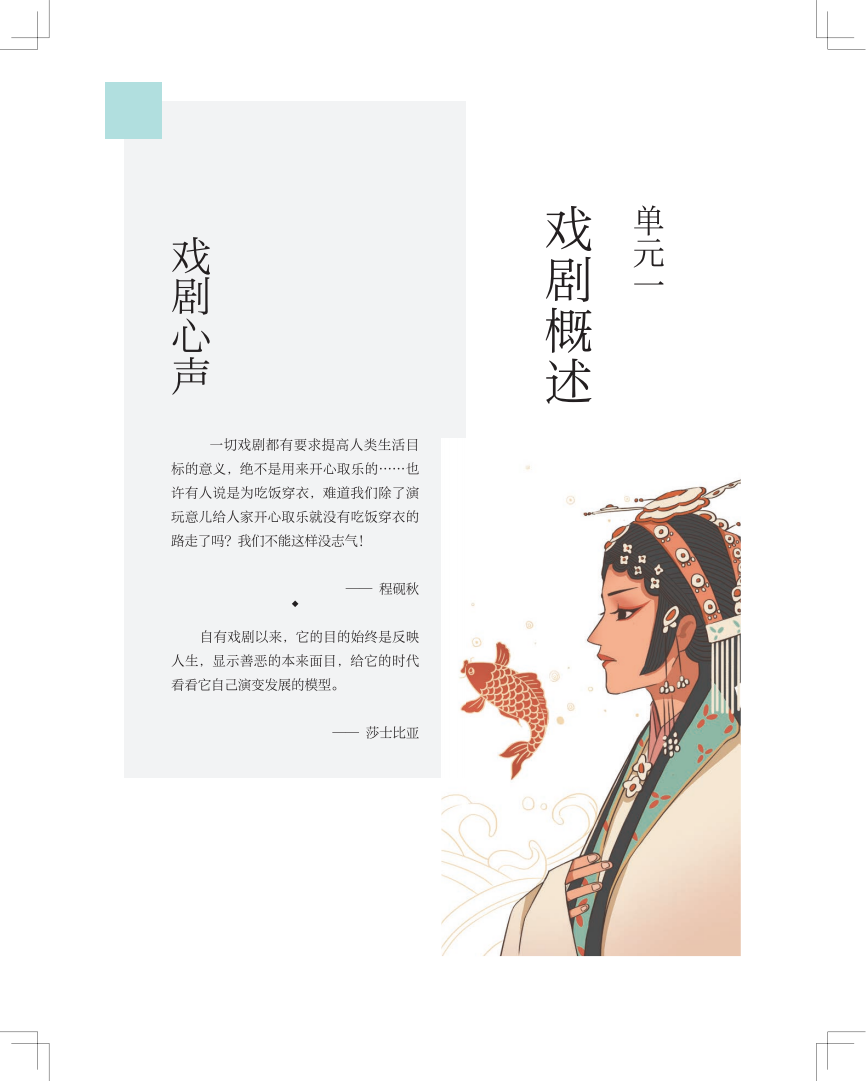 单元一
戏剧概述
戏剧心声
一切戏剧都有要求提高人类生活目
标的意义，绝不是用来开心取乐的……也
许有人说是为吃饭穿衣，难道我们除了演
玩意儿给人家开心取乐就没有吃饭穿衣的
路走了吗？我们不能这样没志气！
—— 程砚秋
自有戏剧以来，它的目的始终是反映
人生，显示善恶的本来面目，给它的时代
看看它自己演变发展的模型。
—— 莎士比亚